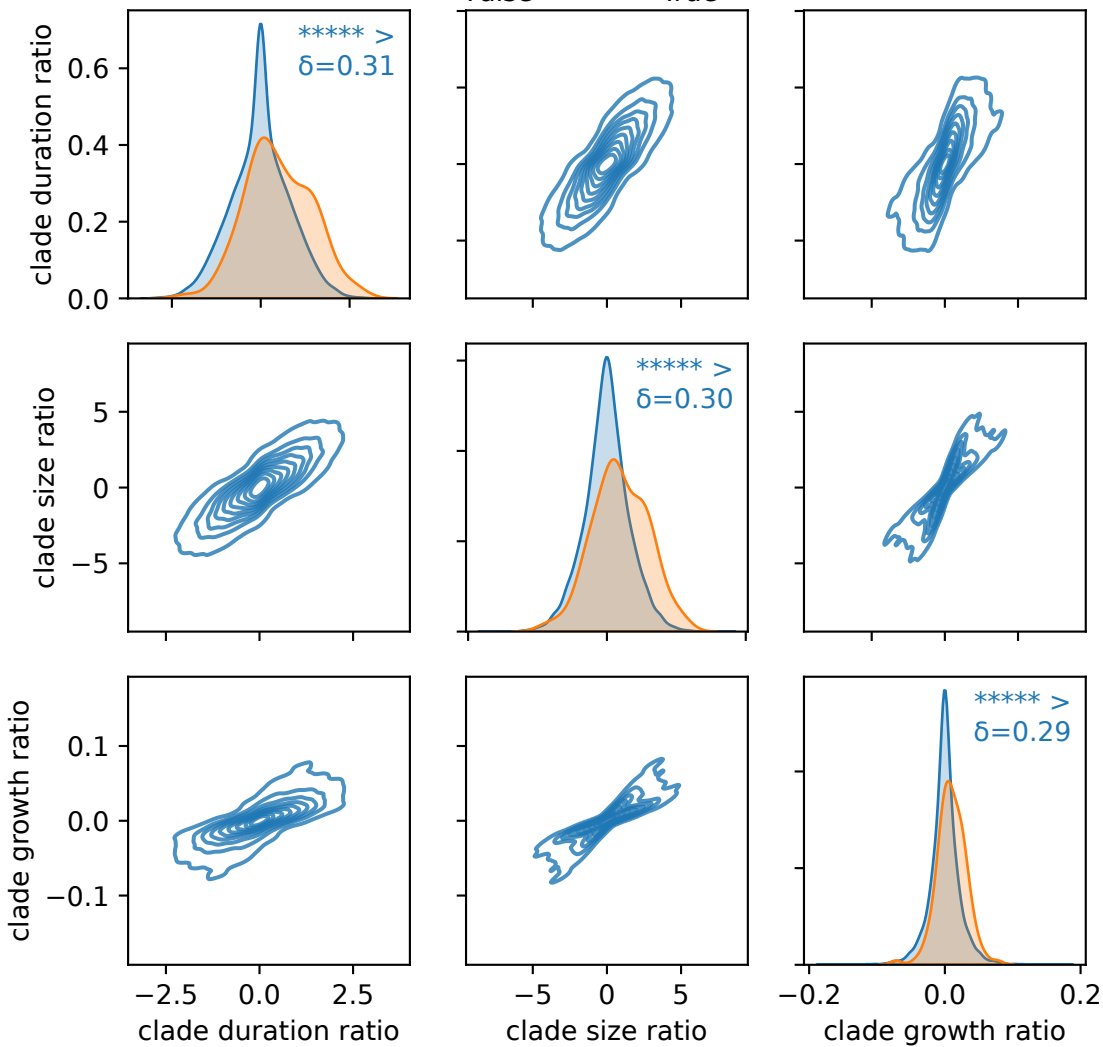 clade duration ratio
0.6
0.4
0.2
0.0
***** >
δ=0.31
clade size ratio
5
0
−5
***** >
δ=0.30
clade growth ratio
0.1
0.0
−0.1
***** >
δ=0.29
−2.5 0.0 2.5
−5 0 5
−0.2 0.0 0.2
clade duration ratio
clade size ratio
clade growth ratio